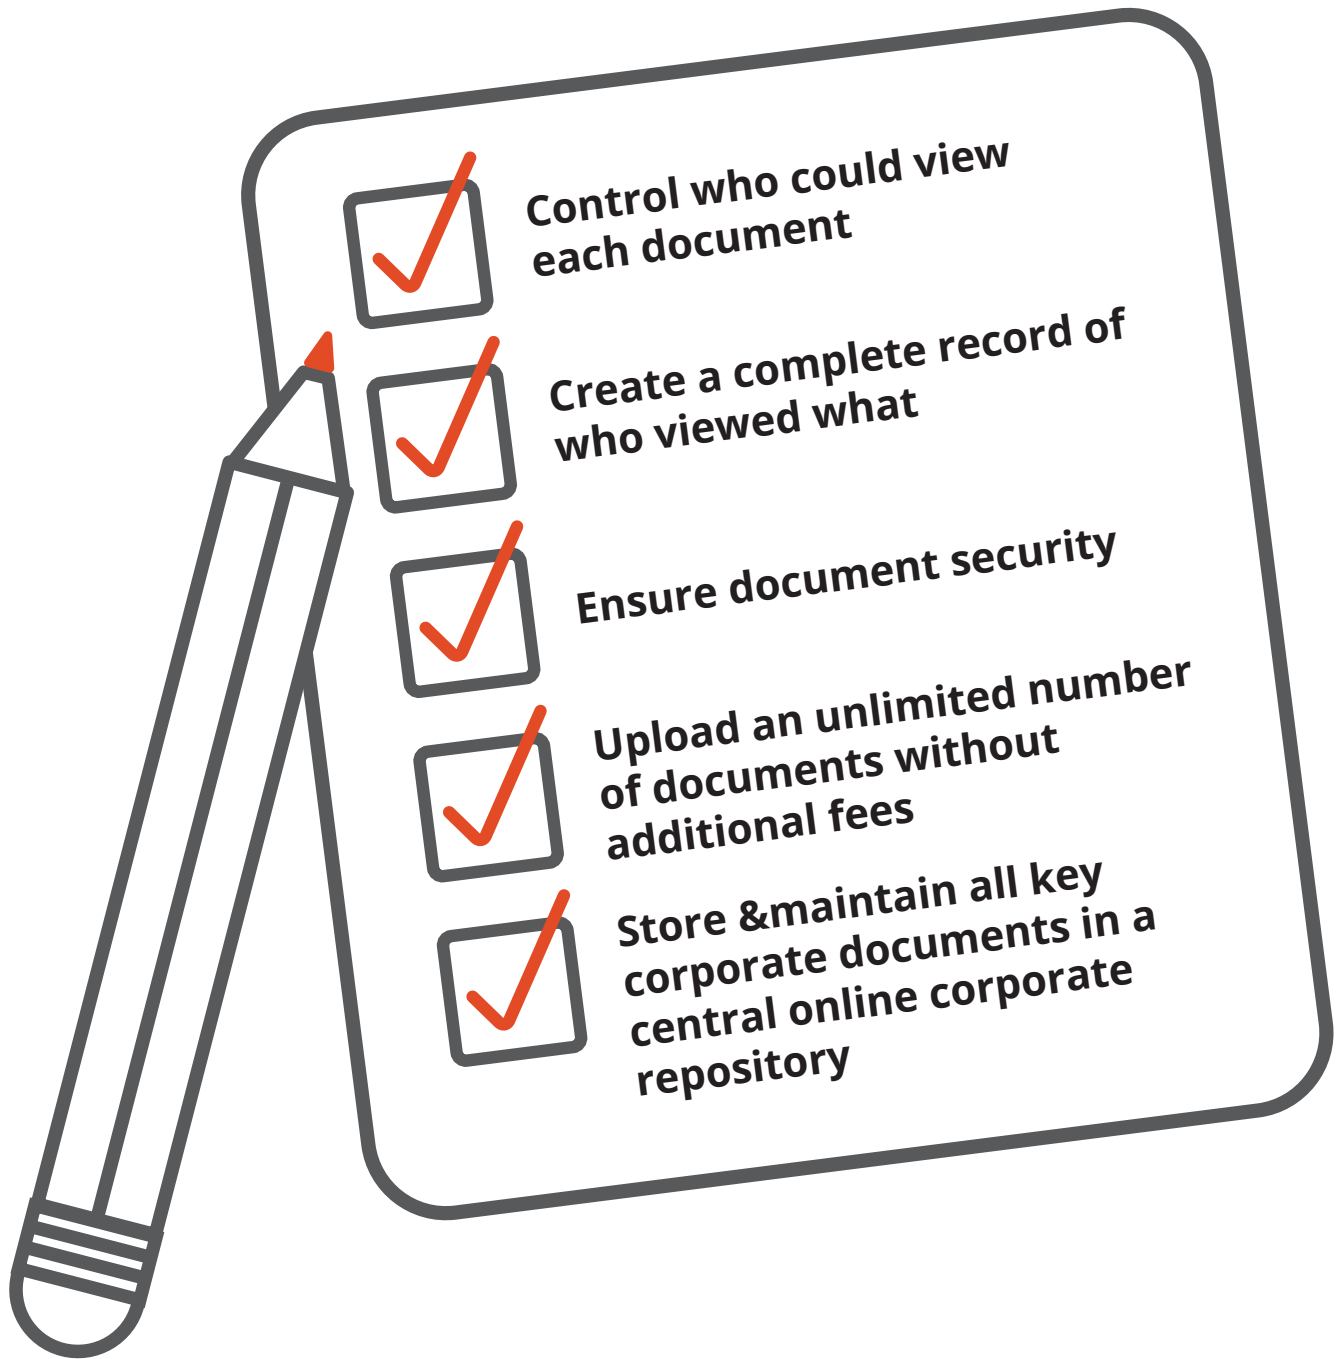 Control who could view
each document
Create a complete record of
who viewed what
Ensure document security
Upload an unlimited number
of documents without
additional fees
Store &maintain all key
corporate documents in a
central online corporate
repository